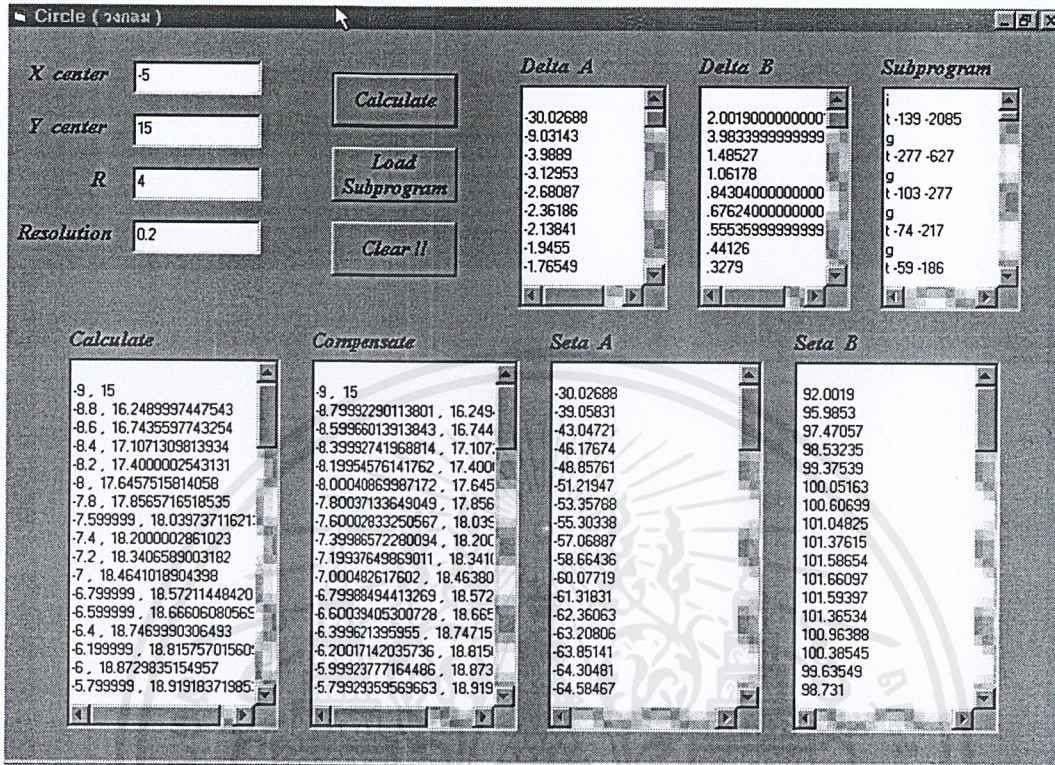 Circle ( วงกลม )
X center
-5
Y center
15
R
4
Resolution
0.2
Calculate
Load
Subprogram
Clear !!
Delta A
-30.02688
-9.03143
-3.9889
-3.12953
-2.68087
-2.36186
-2.13841
-1.9455
-1.76549
Delta B
2.0019000000000
3.9833999999999
1.48527
1.06178
.84304000000000
.67624000000000
.55535999999999
.44126
.3279
Subprogram
i
t -139 -2085
g
t -277 -627
g
t -103 -277
g
t -74 -217
g
t -59 -186
Calculate
-9 , 15
-8.8 , 16.2489997447543
-8.6 , 16.7435597743254
-8.4 , 17.1071309813934
-8.2 , 17.4000002543131
-8 , 17.6457515814058
-7.8 , 17.8565716518535
-7.599999 , 18.039737116213
-7.4 , 18.20000002861023
-7.2 , 18.3406589003182
-7 , 18.4641018904398
-6.799999 , 18.57211448420
-6.599999 , 18.66606080569
-6.4 , 18.7469990306493
-6.199999 , 18.81575701560
-6 , 18.8729835154957
-5.799999 , 18.9191837198
Compensate
-9 , 15
-8.79992290113801 , 16.249
-8.59966013913843 , 16.744
-8.39992741968814 , 17.107
-8.19954576141762 , 17.400
-8.00040869987172 , 17.645
-7.80037133649049 , 17.856
-7.60002833250567 , 18.039
-7.39986572280094 , 18.200
-7.19937649869011 , 18.341
-7.000482617602 , 18.46380
-6.79988494413269 , 18.572
-6.60039405300728 , 18.665
-6.399621395955 , 18.74715
-6.20017142035736 , 18.815
-5.99923777164486 , 18.873
-5.79929359569663 , 18.919
Seta A
-30.02688
-39.05831
-43.04721
-46.17674
-48.85761
-51.21947
-53.35788
-55.30338
-57.06887
-58.66436
-60.07719
-61.31831
-62.36063
-63.20806
-63.85141
-64.30481
-64.58467
Seta B
92.0019
95.9853
97.47057
98.53235
99.37539
100.05163
100.60699
101.04825
101.37615
101.58654
101.66097
101.59397
101.36534
100.96388
100.38545
99.63549
98.731